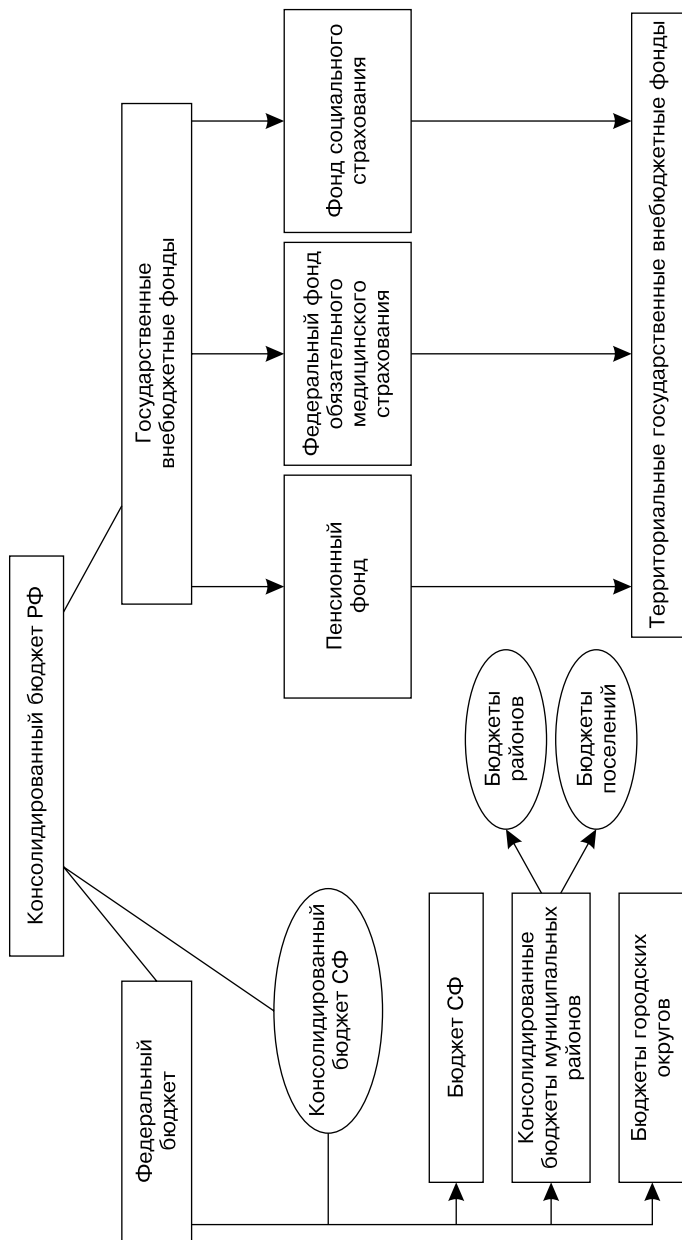 Консолидированный бюджет РФ
Федеральный
бюджет
Государственные
внебюджетные фонды
Консолидированный
бюджет СФ
Пенсионный
фонд
Федеральный фонд
обязательного
медицинского
страхования
Фонд социального
страхования
Бюджет СФ
Консолидированные
бюджеты муниципальных
районов
Бюджеты
районов
Бюджеты
поселений
Бюджеты городских
округов
Территориальные государственные внебюджетные фонды